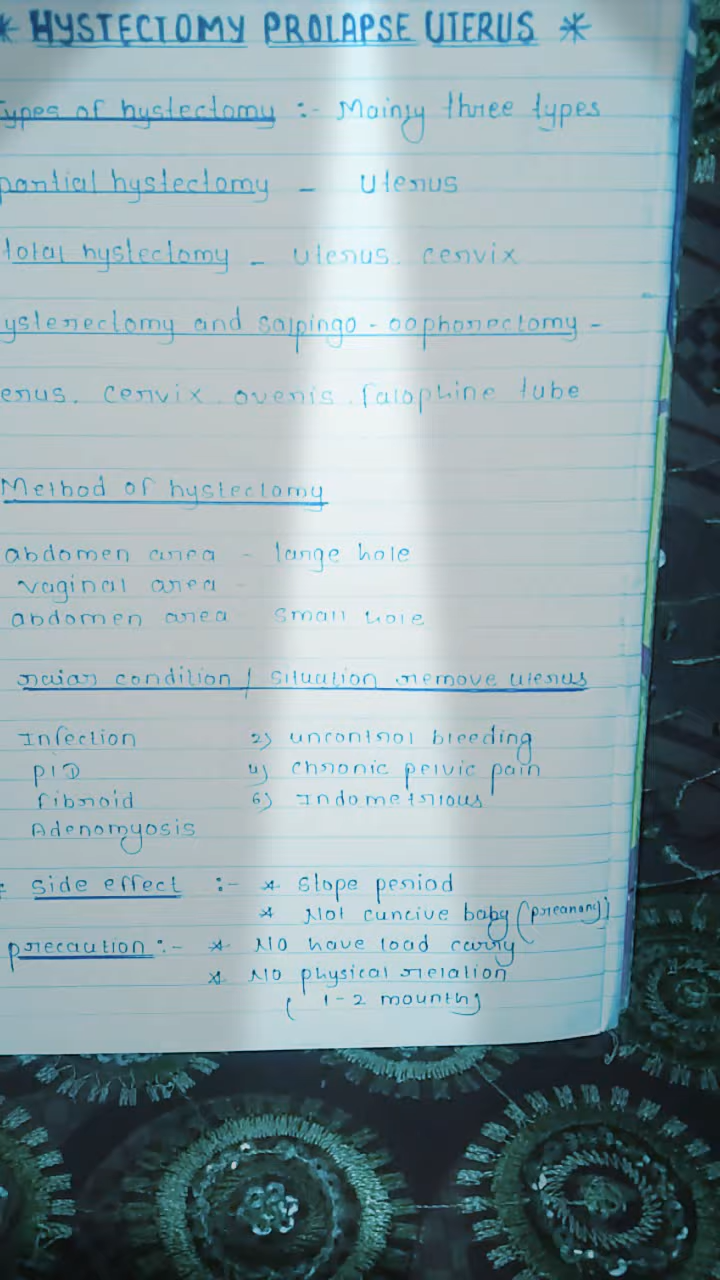 * HYSTECTOMY PROLAPSE UTERUS *
Types of hystectomy :- Mainly three types
partial hystectomy - Uterus
total hystectomy - uterus. cervix
ysterectomy and salpingo-oophorectomy -
erus. cervix. overis. falophine tube
Method of hystectomy
abdomen area - large hole
vaginal area -
abdomen area small hole
condition / situation remove uterus
Infection 2) uncontrol bleeding
PID 4) chronic pelvic pain
fibroid 6) Indometrious
Adenomyosis
: side effect :- * Stope period
* Not cuncive baby (preanany)
precaution :- * No have load carry
* No physical relation
( 1-2 mounth)